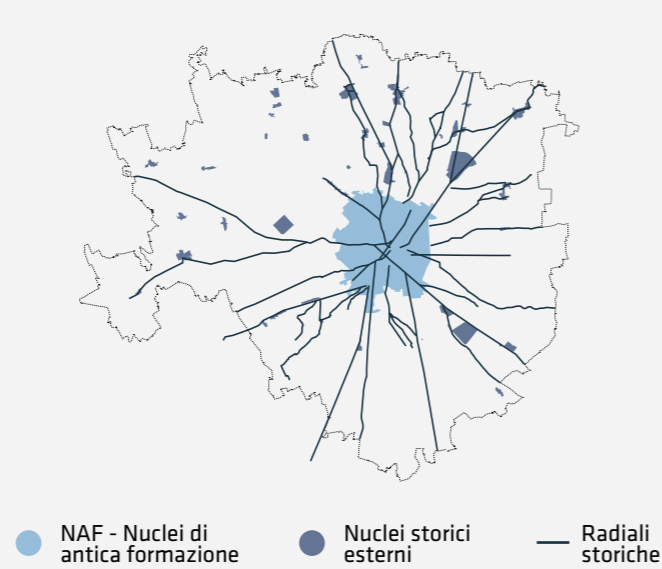 NAF - Nuclei di
antica formazione
Nuclei storici
esterni
Radiali
storiche